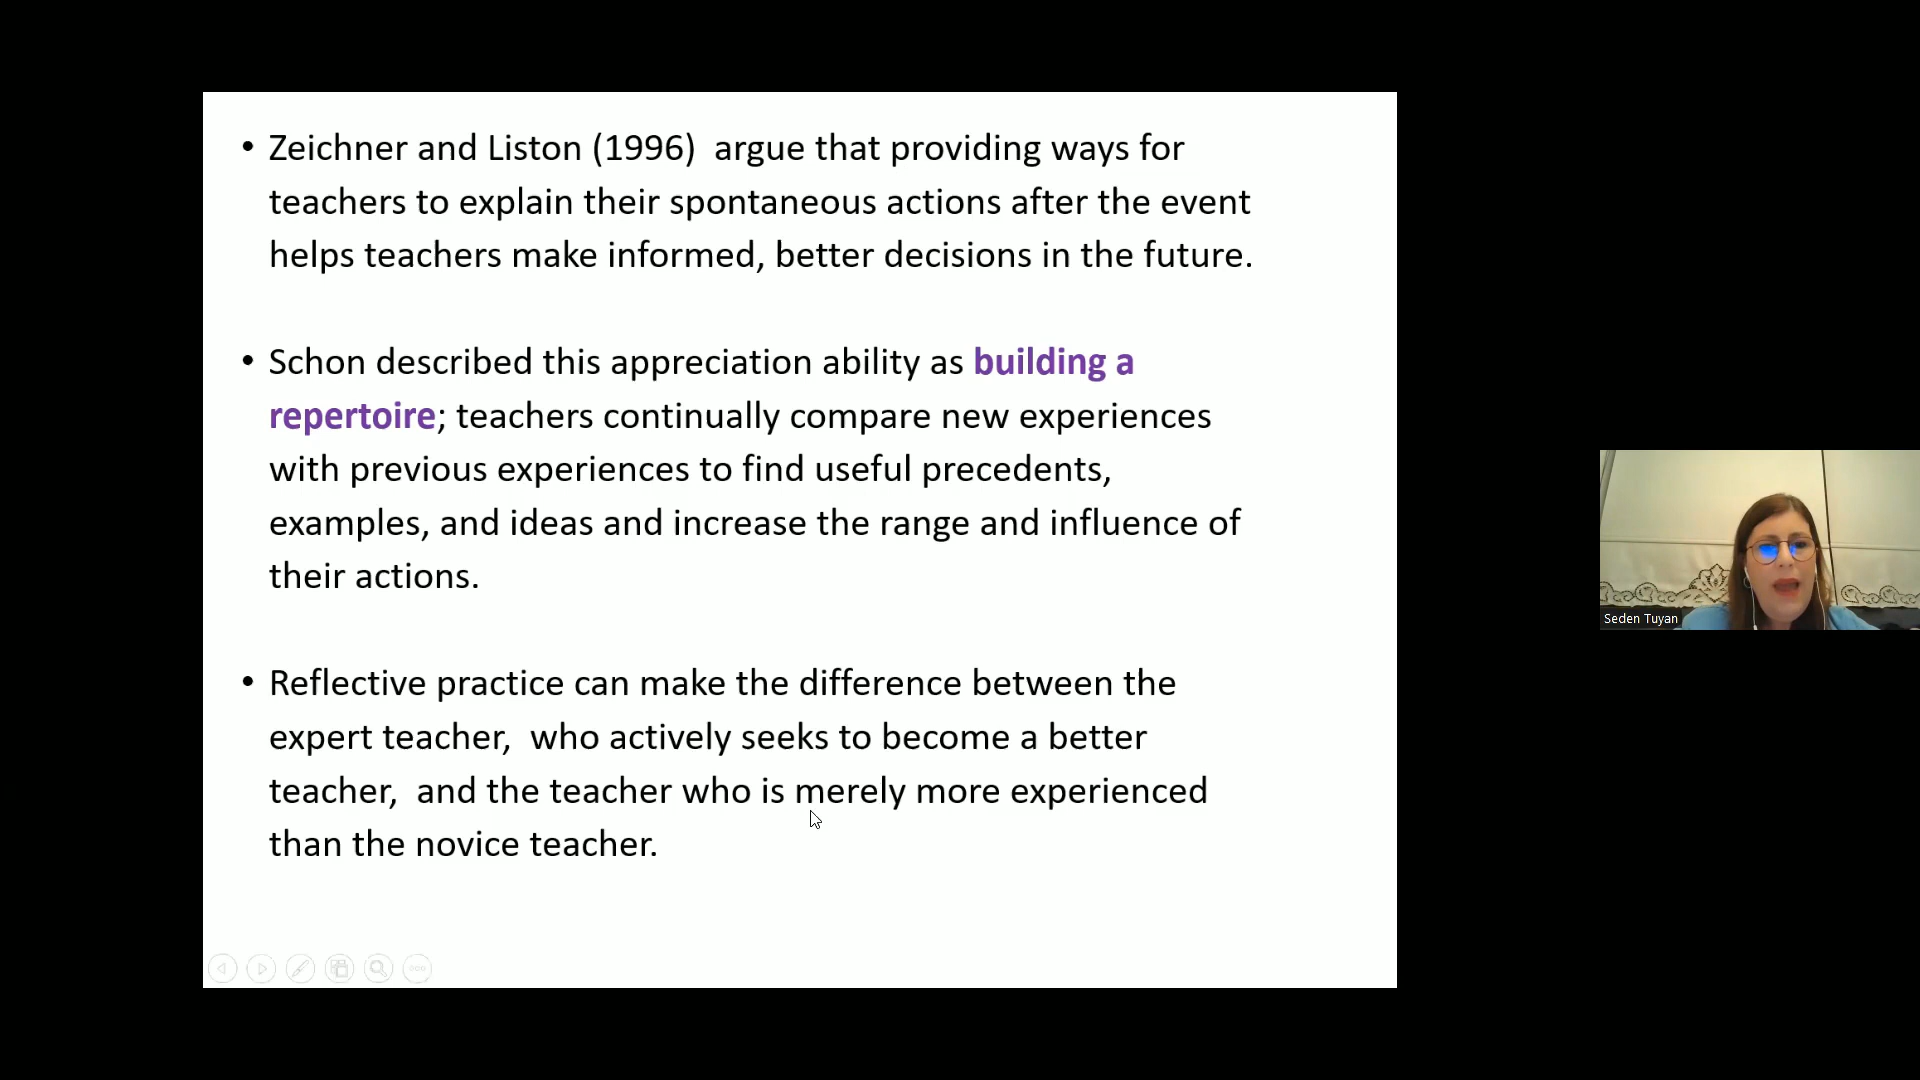 • Zeichner and Liston (1996)  argue that providing ways for
teachers to explain their spontaneous actions after the event
helps teachers make informed, better decisions in the future.
• Schon described this appreciation ability as building a
repertoire; teachers continually compare new experiences
with previous experiences to find useful precedents,
examples, and ideas and increase the range and influence of
their actions.
• Reflective practice can make the difference between the
expert teacher,  who actively seeks to become a better
teacher,  and the teacher who is merely more experienced
than the novice teacher.
Seden Tuyan